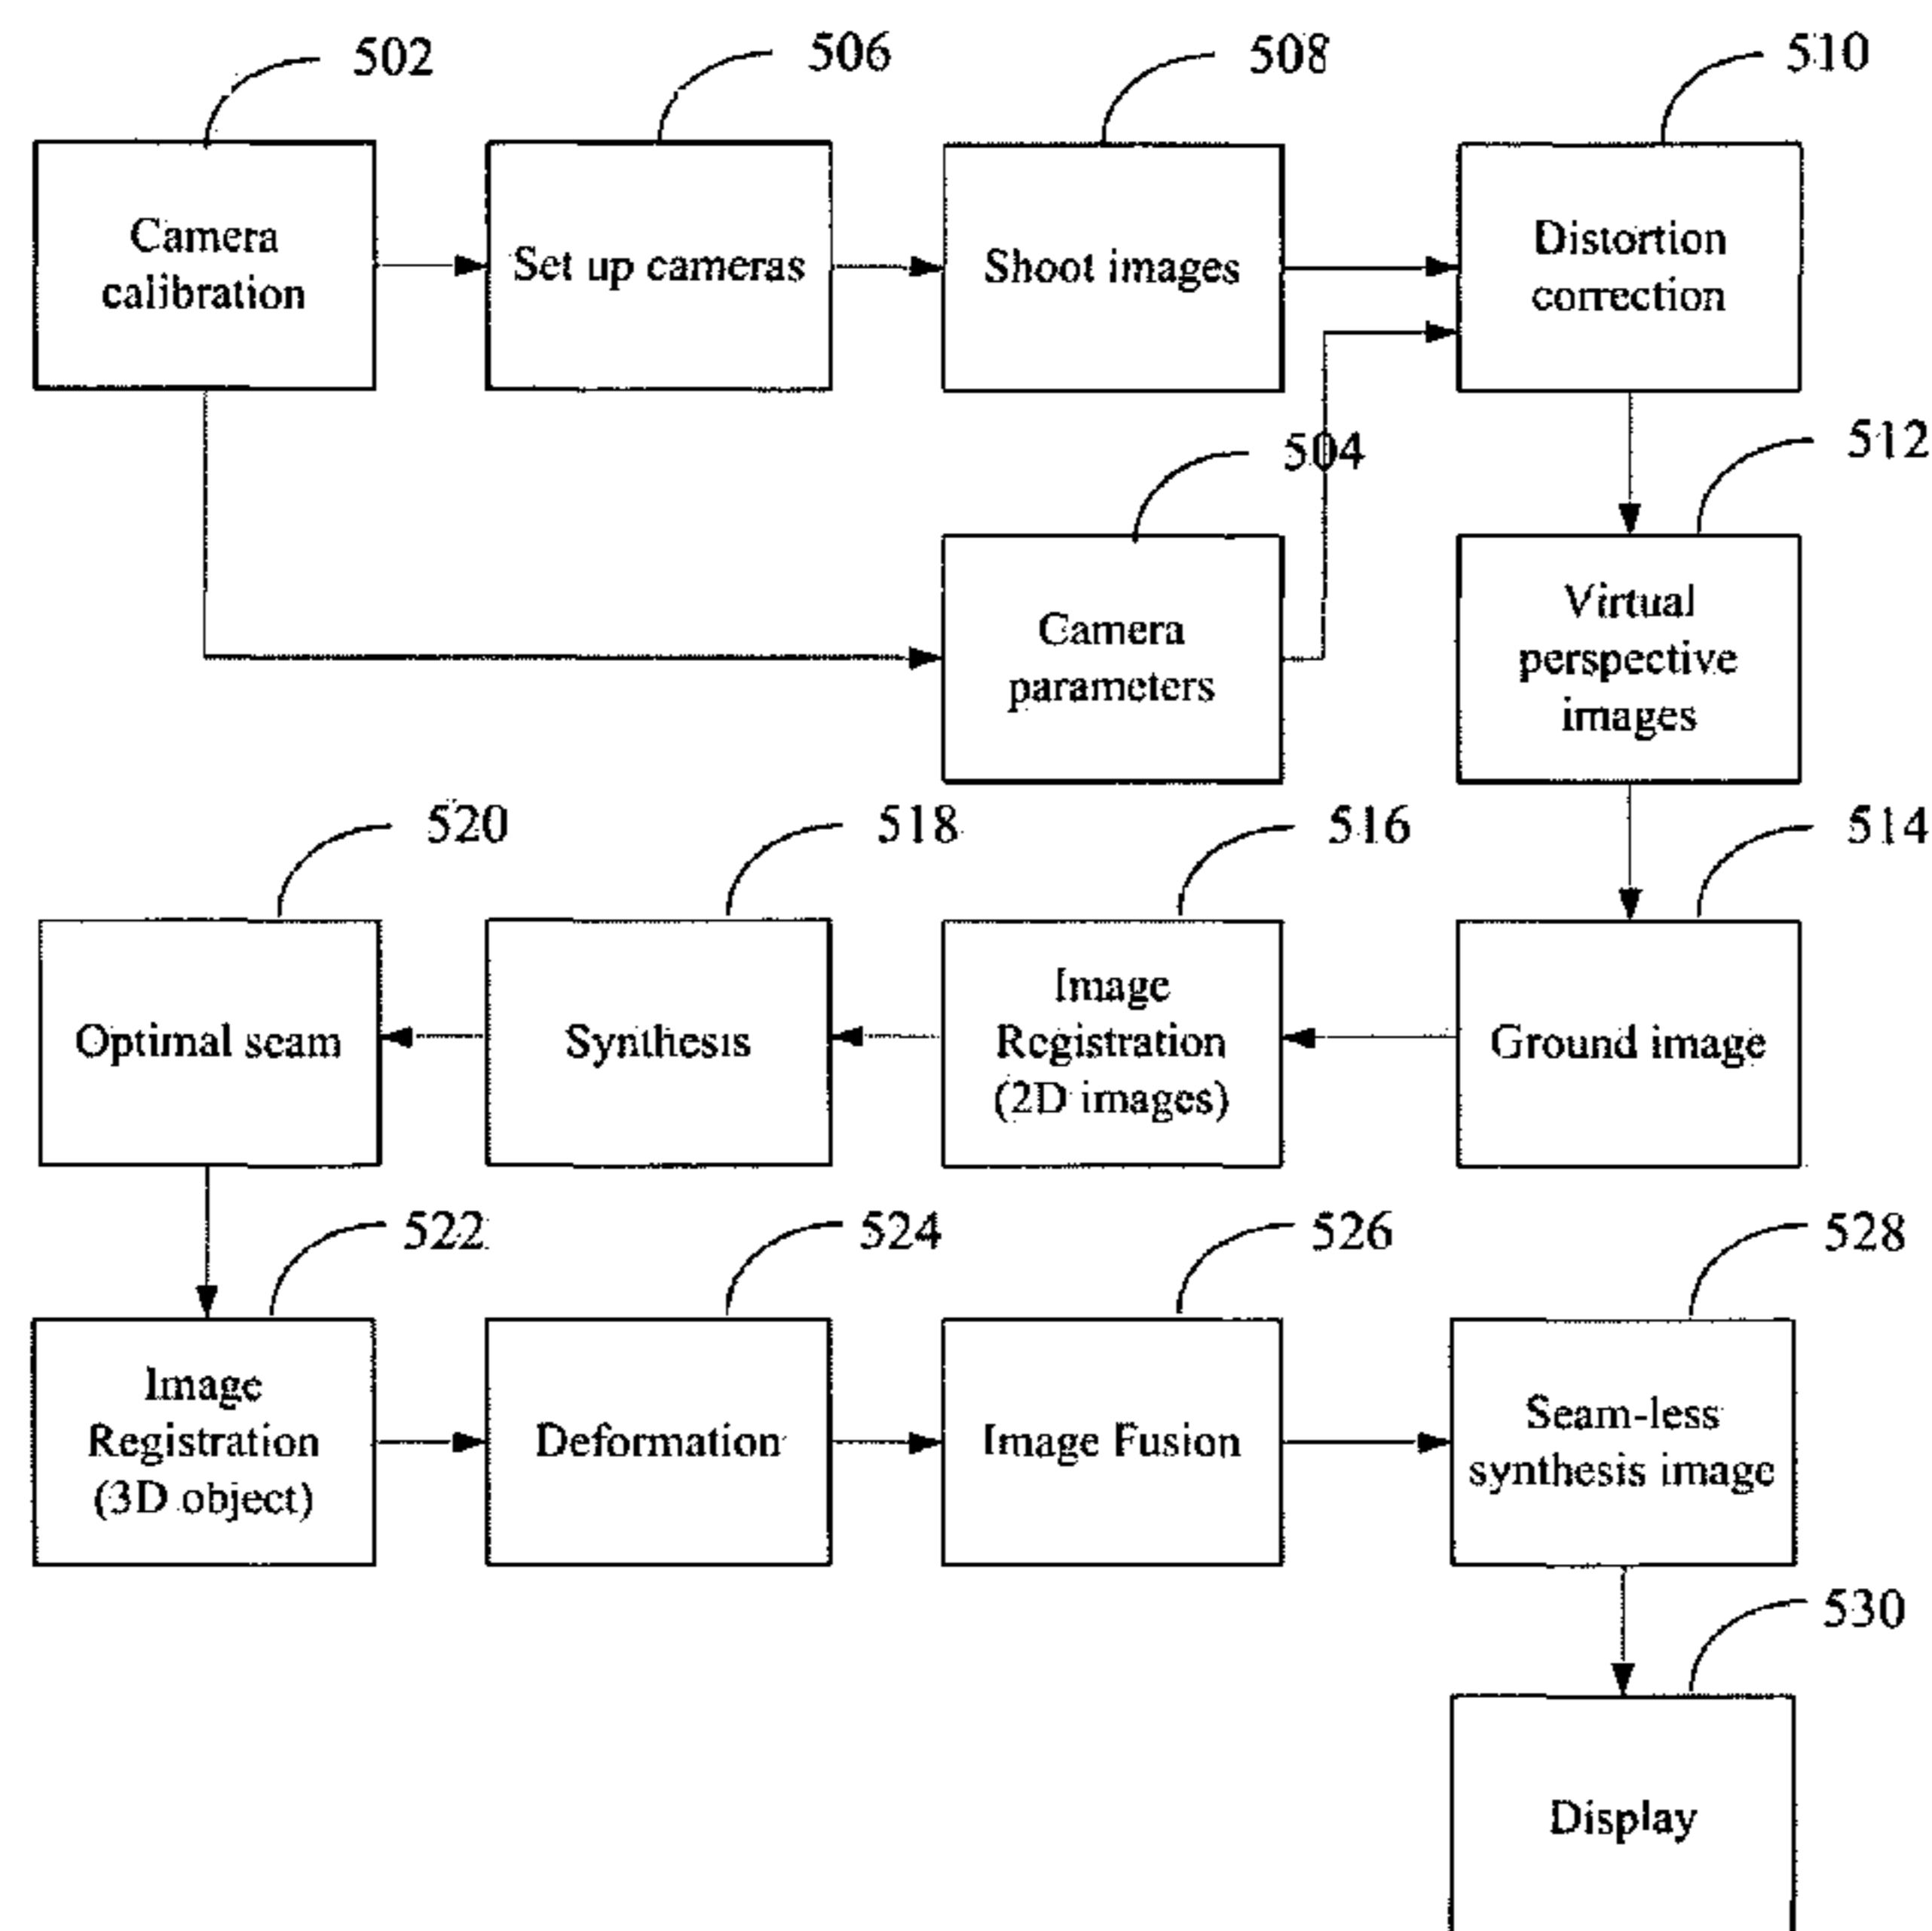 502
506
508
510
Camera
calibration
Set up cameras
Shoot images
Distortion
correction
504
512
Camera
parameters
Virtual
perspective
images
520
518
516
514
Optimal seam
Synthesis
Image
Registration
(2D images)
Ground image
522
524
526
528
Image
Registration
(3D object)
Deformation
Image Fusion
Seam-less
synthesis image
530
Display